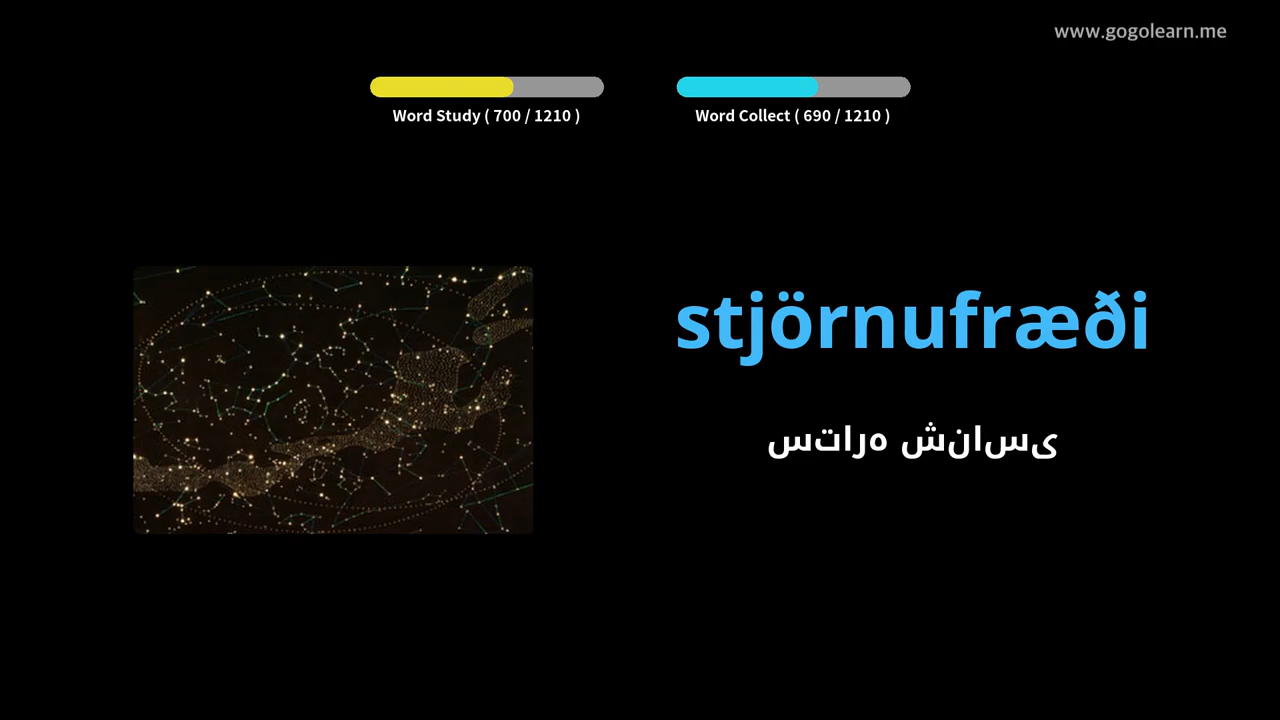 www.gogolearn.me
Word Study ( 700 / 1210 )
Word Collect ( 690 / 1210 )
stjörnufræði
ستاره شناسی